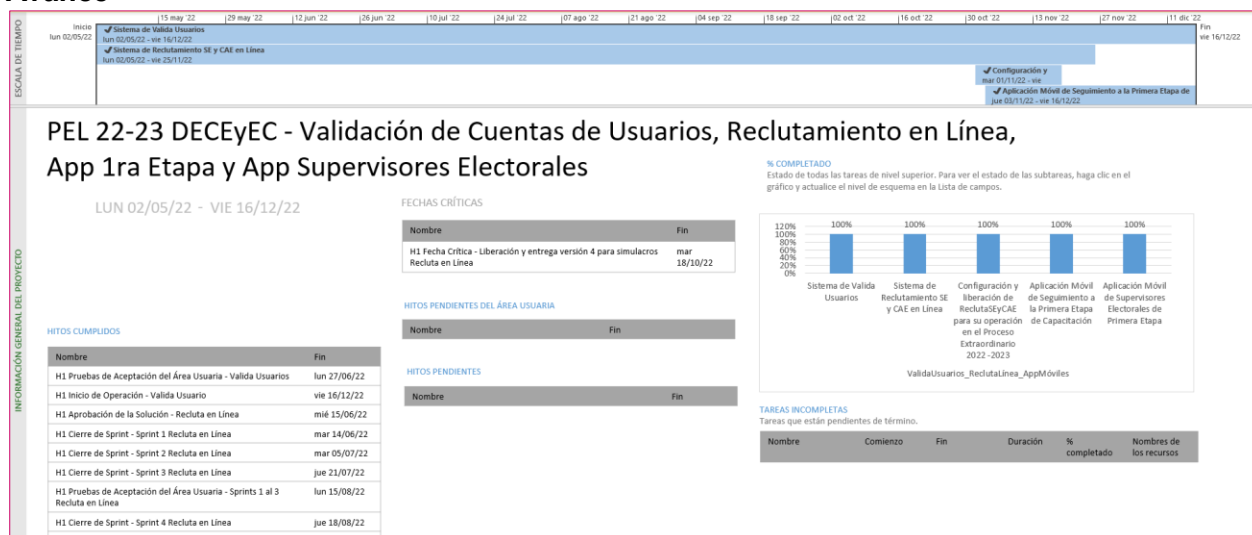 ESCALA DE TIEMPO
Inicio
lun 02/05/22
15 may '22
29 may '22
12 jun '22
26 jun '22
10 jul '22
24 jul '22
07 ago '22
21 ago '22
04 sep '22
18 sep '22
02 oct '22
16 oct '22
30 oct '22
13 nov '22
27 nov '22
11 dic '22
Fin
vie 16/12/22
Sistema de Valida Usuarios
lun 02/05/22 - vie 16/12/22
Sistema de Reclutamiento SE y CAE en Línea
lun 02/05/22 - vie 25/11/22
Configuración y
mar 01/11/22 - vie
Aplicación Móvil de Seguimiento a la Primera Etapa de
jue 03/11/22 - vie 16/12/22
INFORMACIÓN GENERAL DEL PROYECTO
PEL 22-23 DECEyEC - Validación de Cuentas de Usuarios, Reclutamiento en Línea,
App 1ra Etapa y App Supervisores Electorales
LUN 02/05/22 - VIE 16/12/22
HITOS CUMPLIDOS
Nombre Fin
H1 Pruebas de Aceptación del Área Usuaria - Valida Usuarios lun 27/06/22
H1 Inicio de Operación - Valida Usuario vie 16/12/22
H1 Aprobación de la Solución - Recluta en Línea mié 15/06/22
H1 Cierre de Sprint - Sprint 1 Recluta en Línea mar 14/06/22
H1 Cierre de Sprint - Sprint 2 Recluta en Línea mar 05/07/22
H1 Cierre de Sprint - Sprint 3 Recluta en Línea jue 21/07/22
H1 Pruebas de Aceptación del Área Usuaria - Sprints 1 al 3 lun 15/08/22
Recluta en Línea
H1 Cierre de Sprint - Sprint 4 Recluta en Línea jue 18/08/22
FECHAS CRÍTICAS
Nombre Fin
H1 Fecha Crítica - Liberación y entrega versión 4 para simulacros mar
Recluta en Línea 18/10/22
HITOS PENDIENTES DEL ÁREA USUARIA
Nombre Fin
HITOS PENDIENTES
Nombre Fin
% COMPLETADO
Estado de todas las tareas de nivel superior. Para ver el estado de las subtareas, haga clic en el
gráfico y actualice el nivel de esquema en la Lista de campos.
120%
100%
80%
60%
40%
20%
0%
100% 100% 100% 100% 100%
Sistema de Valida
Usuarios
Sistema de
Reclutamiento SE
y CAE en Línea
Configuración y
liberación de
ReclutaSEyCAE
para su operación
en el Proceso
Extraordinario
2022 -2023
Aplicación Móvil
de Seguimiento a
la Primera Etapa
de Capacitación
Aplicación Móvil
de Supervisores
Electorales de
Primera Etapa
ValidaUsuarios_ReclutaLínea_AppMóviles
TAREAS INCOMPLETAS
Tareas que están pendientes de término.
Nombre Comienzo Fin Duración % Nombres de
completado los recursos